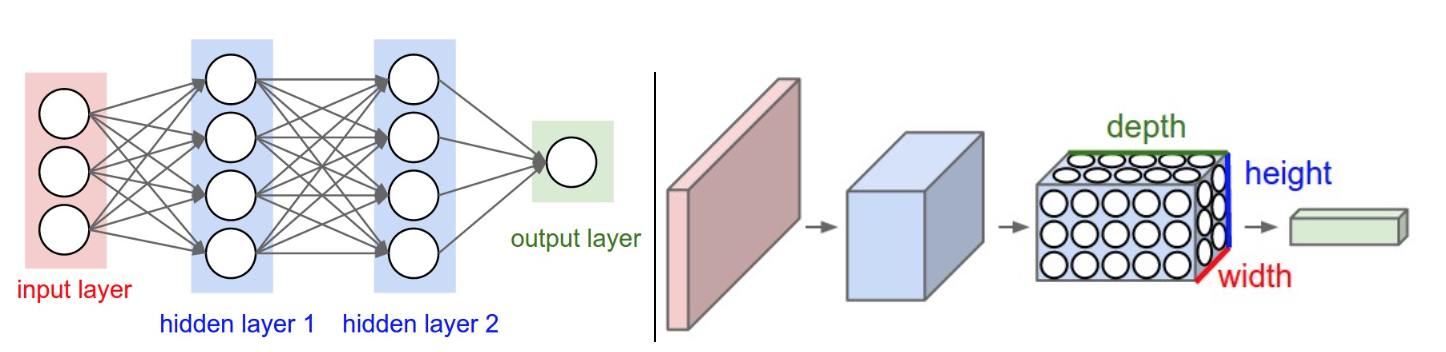 input layer
hidden layer 1
hidden layer 2
output layer
depth
height
width